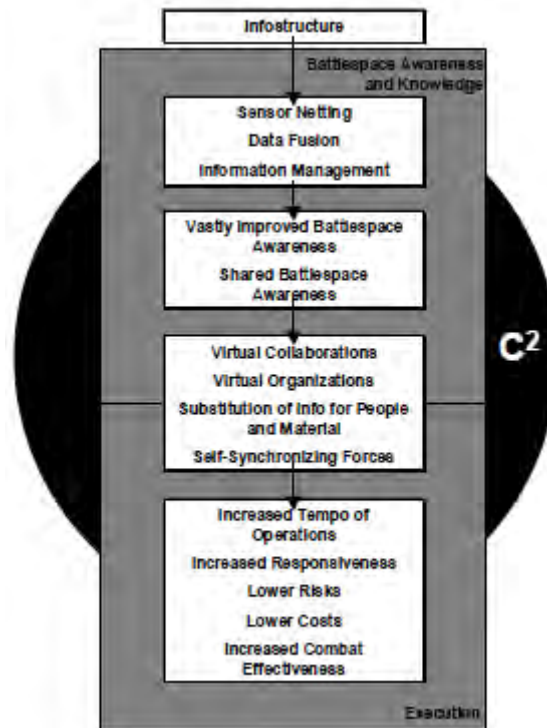 Infostructure
Battlespace Awareness
and Knowledge
Sensor Netting
Data Fusion
Information Management
Vastly Improved Battlespace
Awareness
Shared Battlespace
Awareness
Virtual Collaborations
Virtual Organizations
Substitution of Info for People
and Material
Self-Synchronizing Forces
C²
Increased Tempo of
Operations
Increased Responsiveness
Lower Risks
Lower Costs
Increased Combat
Effectiveness
Execution